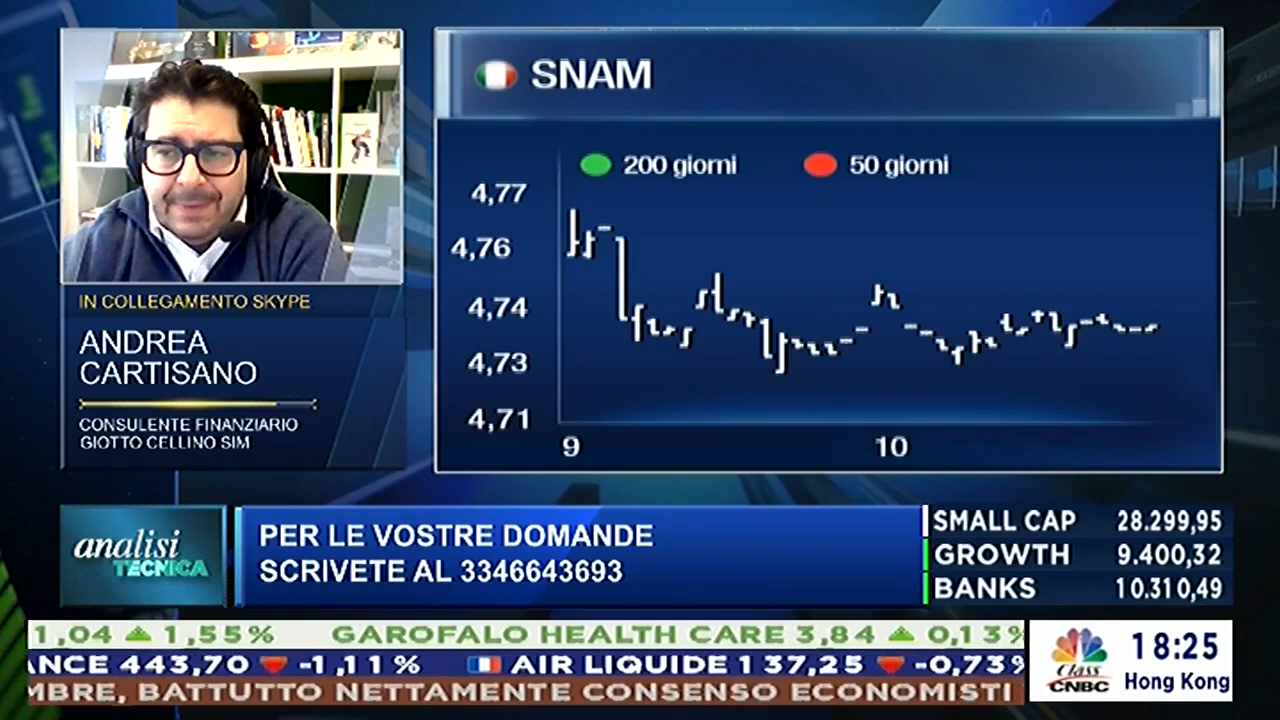 SNAM
200 giorni
50 giorni
4,77
4,76
4,74
4,73
4,71
9
10
IN COLLEGAMENTO SKYPE
ANDREA
CARTISANO
CONSULENTE FINANZIARIO
GIOTTO CELLINO SIM
analisi
TECNICA
PER LE VOSTRE DOMANDE
SCRIVETE AL 3346643693
SMALL CAP 28.299,95
GROWTH 9.400,32
BANKS 10.310,49
1,04 1,55% GAROFALO HEALTH CARE 3,84 0,13%
ANCE 443,70 -1,11% AIR LIQUIDE 137,25 -0,73%
MBRE, BATTUTTO NETTAMENTE CONSENSO ECONOMISTI
Class
CNBC
18:25
Hong Kong